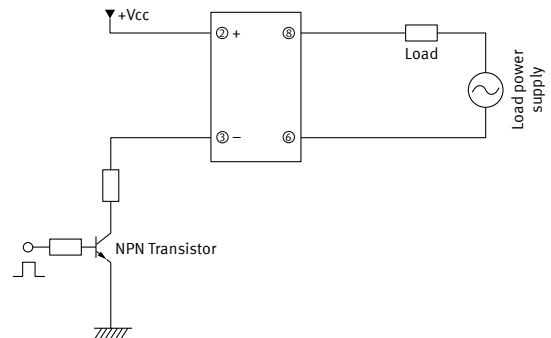 +Vcc
② + ⑧
Load
③ − ⑥
Load power
supply
NPN Transistor